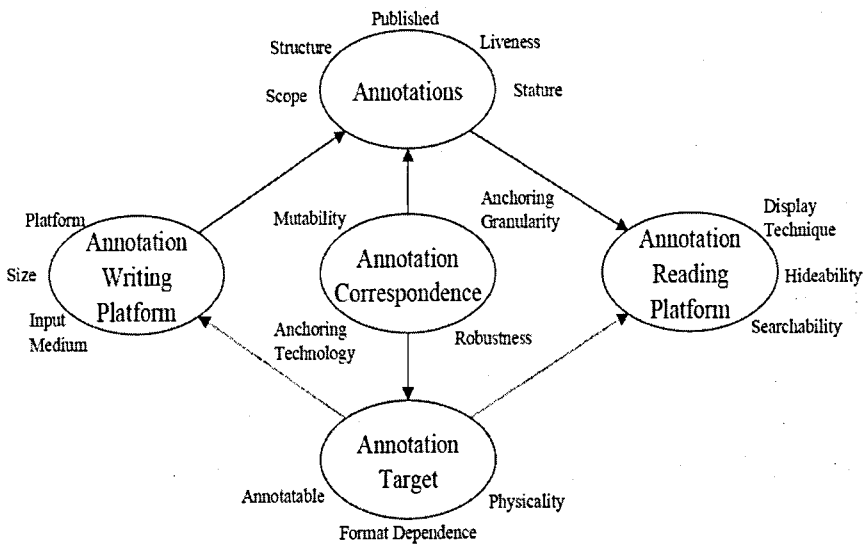 Published
Structure
Liveness
Scope
Annotations
Stature
Mutability
Anchoring
Granularity
Platform
Size
Input
Medium
Annotation
Writing
Platform
Annotation
Correspondence
Annotation
Reading
Platform
Display
Technique
Hideability
Searchability
Anchoring
Technology
Robustness
Annotation
Target
Annotatable
Physicality
Format Dependence